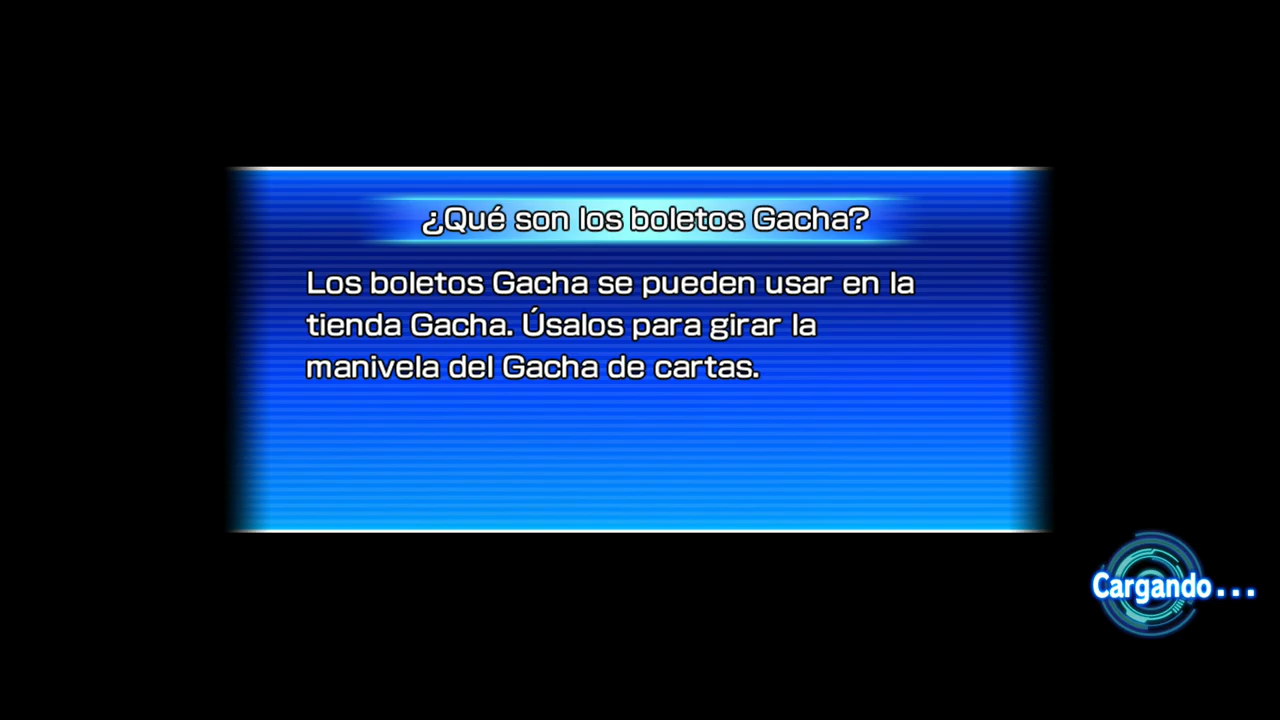 ¿Qué son los boletos Gacha?
Los boletos Gacha se pueden usar en la
tienda Gacha. Úsalos para girar la
manivela del Gacha de cartas.
Cargando...